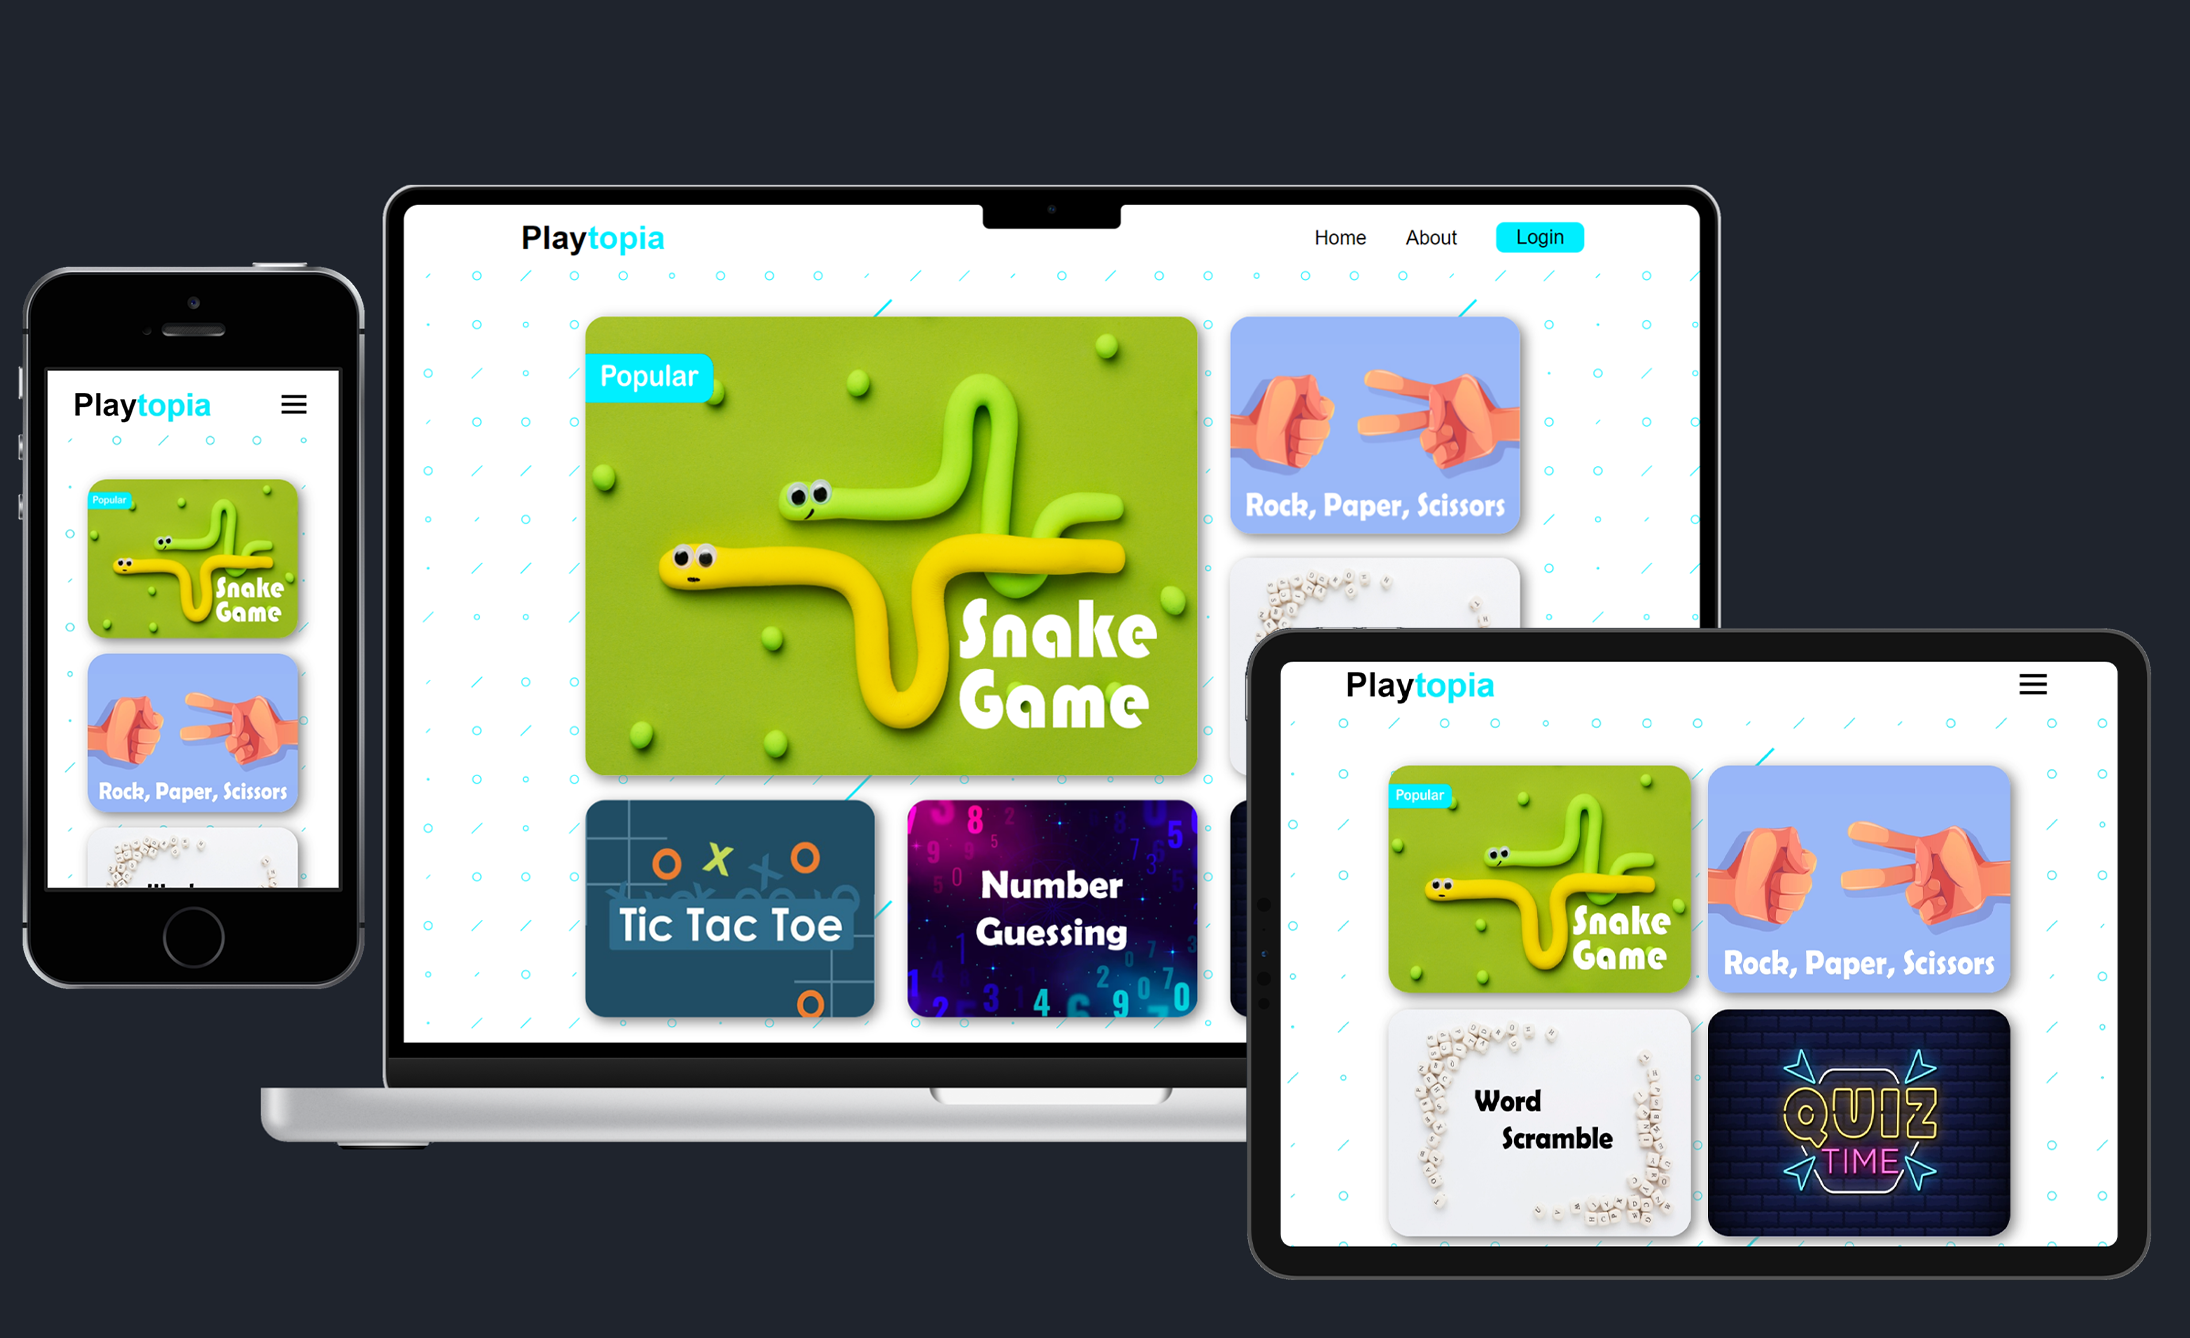 Playtopia
Popular
Snake
Game
Rock, Paper, Scissors
Playtopia
Home
About
Login
Popular
Snake
Game
Rock, Paper, Scissors
Tic Tac Toe
Number
Guessing
Playtopia
Popular
Snake
Game
Rock, Paper, Scissors
Word
Scramble
QUIZ
TIME